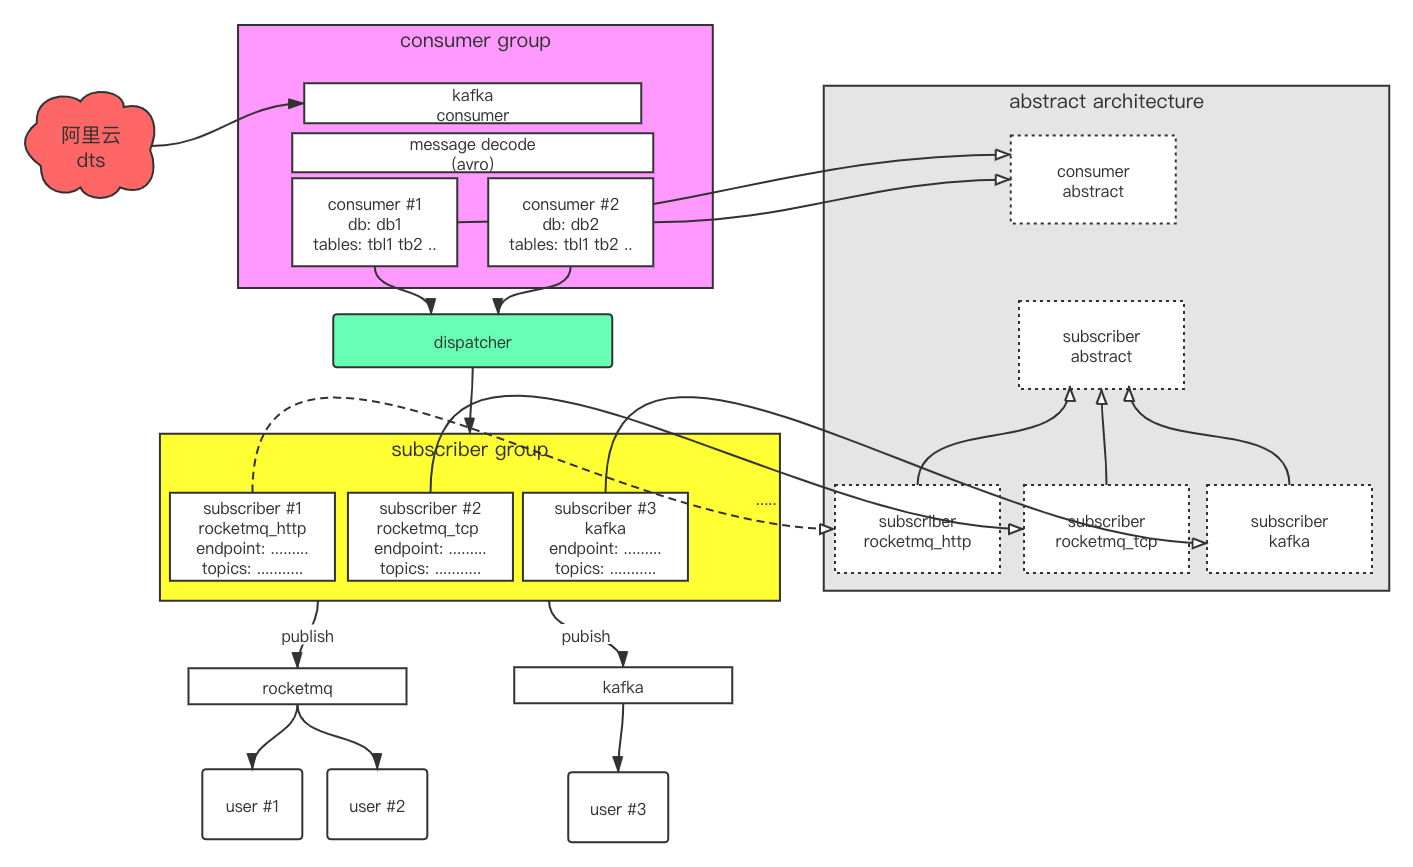 consumer group
kafka
consumer
message decode
(avro)
consumer #1
db: db1
tables: tbl1 tb2 ..
consumer #2
db: db2
tables: tbl1 tb2 ..
阿里云
dts
abstract architecture
consumer
abstract
subscriber
abstract
subscriber
rocketmq_http
subscriber
rocketmq_tcp
subscriber
kafka
dispatcher
subscriber group
.....
subscriber #1
rocketmq_http
endpoint: .........
topics: ...........
subscriber #2
rocketmq_tcp
endpoint: .........
topics: ...........
subscriber #3
kafka
endpoint: .........
topics: ...........
publish
pubish
rocketmq
kafka
user #1
user #2
user #3